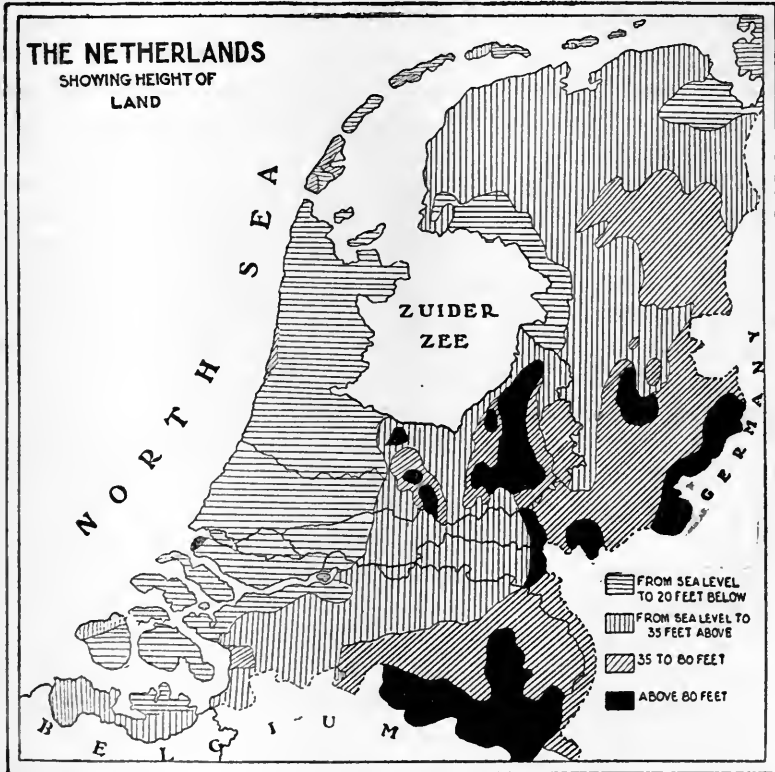 THE NETHERLANDS
SHOWING HEIGHT OF
LAND
NORTH SEA
ZUIDER
ZEE
GERMANY
BELGIUM
FROM SEA LEVEL
TO 20 FEET BELOW
FROM SEA LEVEL TO
35 FEET ABOVE
35 TO 80 FEET
ABOVE 80 FEET